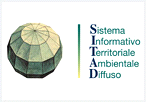 Sistema
Informativo
Territoriale
Ambientale
Diffuso